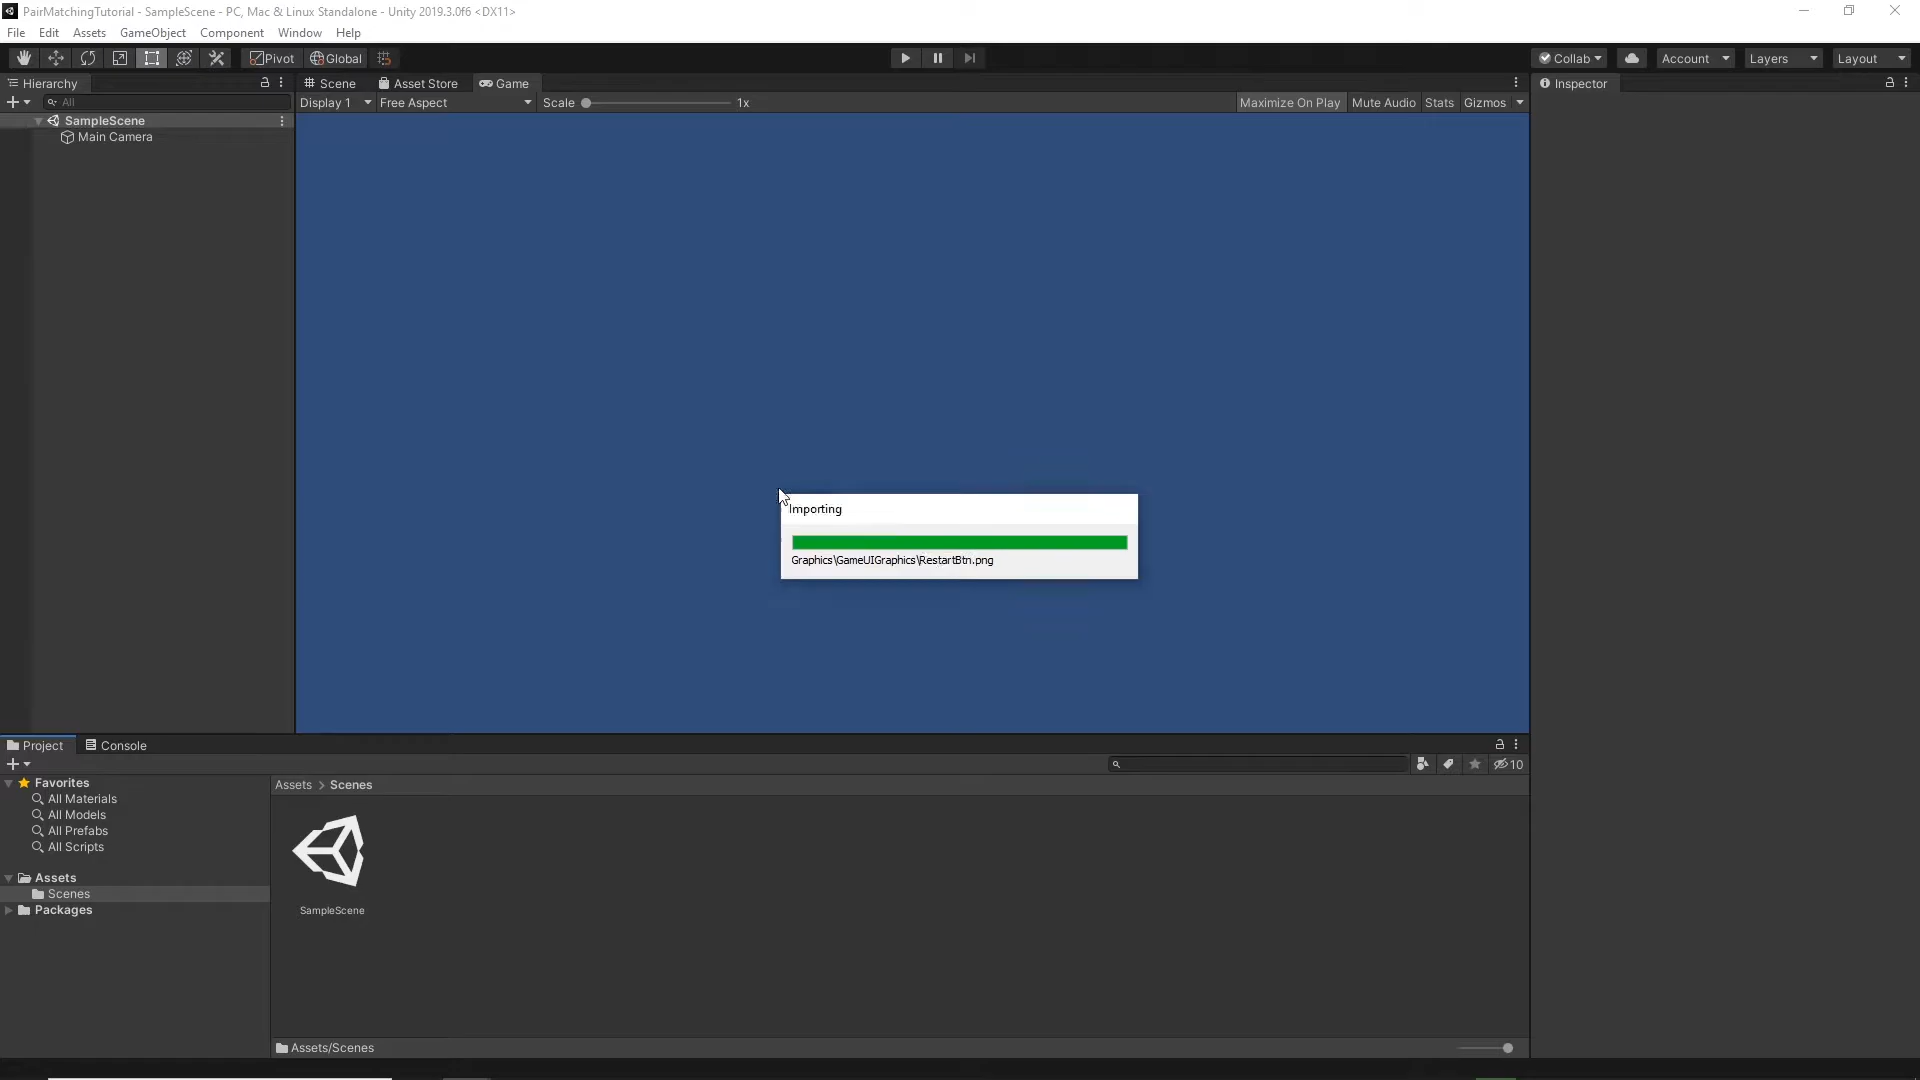 PairMatchingTutorial - SampleScene - PC, Mac & Linux Standalone - Unity 2019.3.0f6 <DX11>
File Edit Assets GameObject Component Window Help
Pivot Global Collab Account Layers Layout
Hierarchy Scene Asset Store Game Inspector
All Display 1 Free Aspect Scale 1x Maximize On Play Mute Audio Stats Gizmos
SampleScene
Main Camera
Importing
Graphics\GameUIGraphics\RestartBtn.png
Project Console
10
Favorites
Assets > Scenes
All Materials
All Models
All Prefabs
All Scripts
Assets
Scenes
Packages
SampleScene
Assets/Scenes